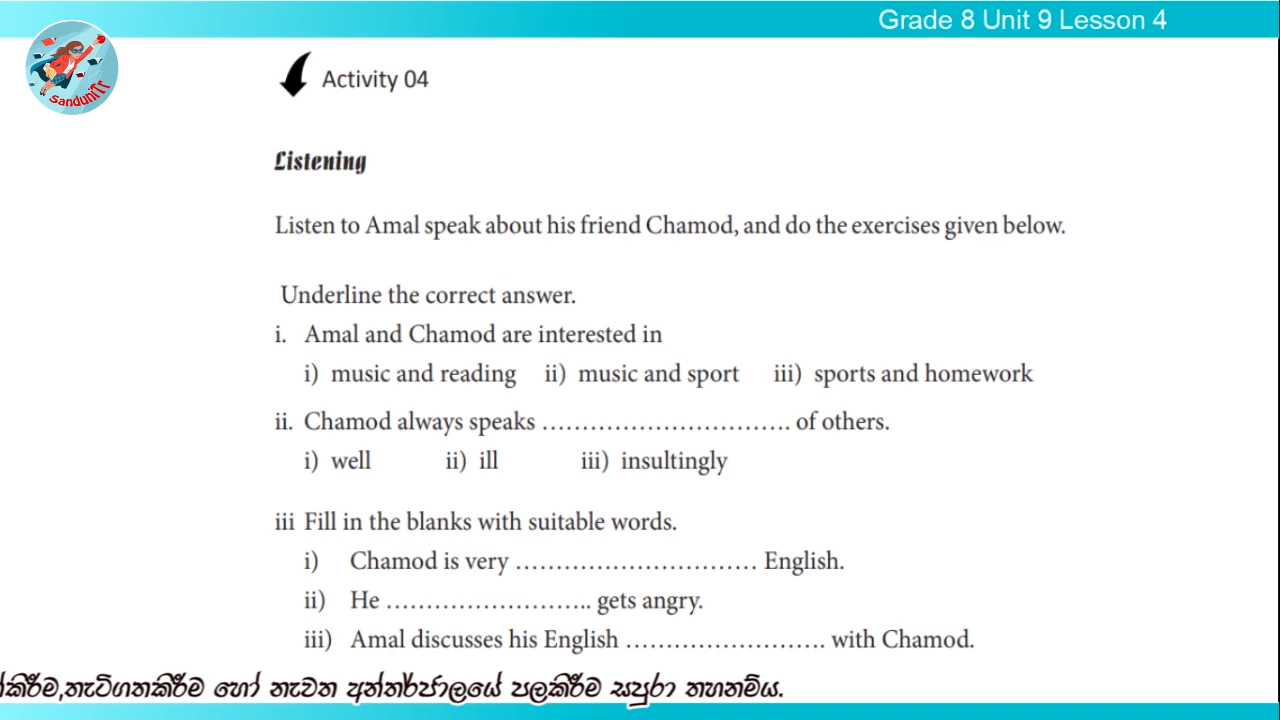 Grade 8 Unit 9 Lesson 4
sanduniTr
Activity 04
Listening
Listen to Amal speak about his friend Chamod, and do the exercises given below.
Underline the correct answer.
i. Amal and Chamod are interested in
i) music and reading ii) music and sport iii) sports and homework
ii. Chamod always speaks ................................ of others.
i) well ii) ill iii) insultingly
iii Fill in the blanks with suitable words.
i) Chamod is very .............................. English.
ii) He .......................... gets angry.
iii) Amal discusses his English ......................... with Chamod.
තැටිගතකිරීම හෝ නැවත අන්තර්ජාලයේ පලකිරීම සපුරා තහනම්ය.